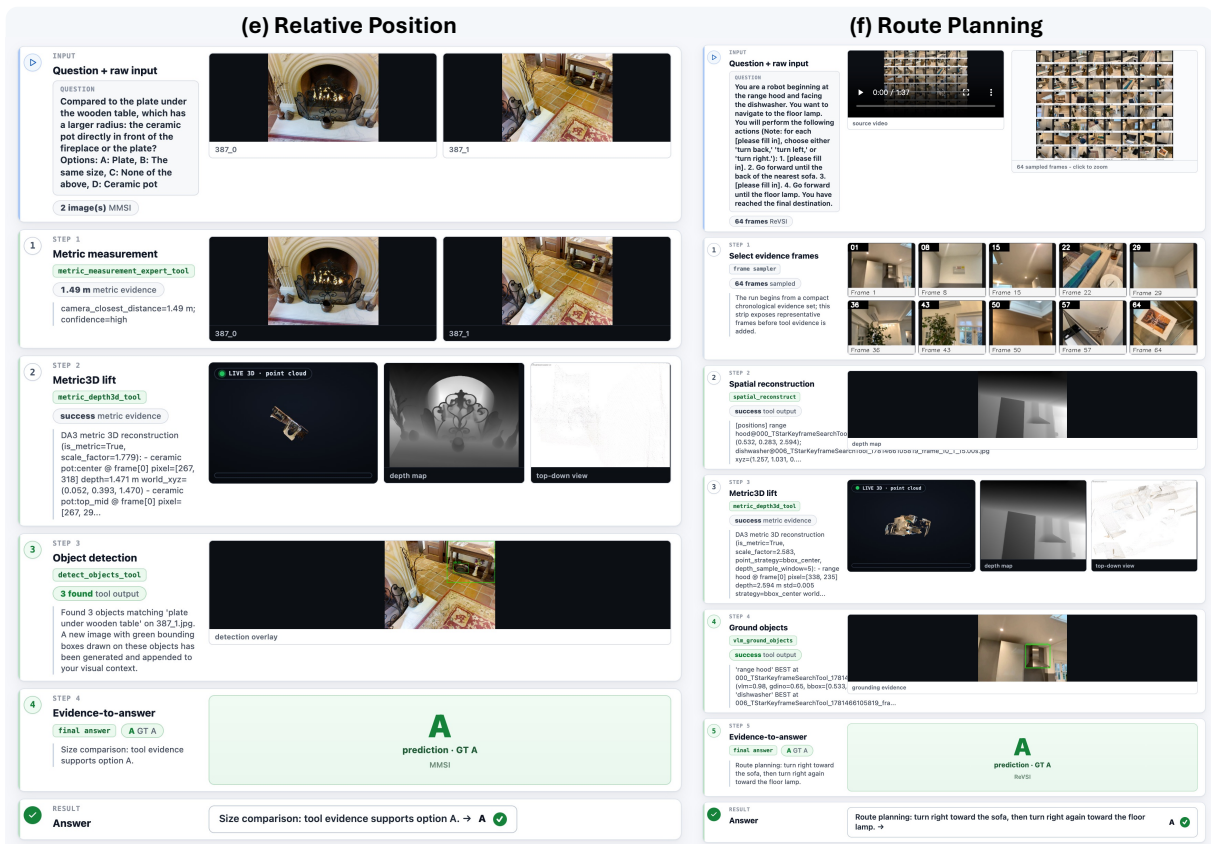 (e) Relative Position
INPUT
Question + raw input
QUESTION
Compared to the plate under
the wooden table, which has
a larger radius: the ceramic
pot directly in front of the
fireplace or the plate?
Options: A: Plate, B: The
same size, C: None of the
above, D: Ceramic pot
2 image(s) MMSI
387_0
387_1
1
STEP 1
Metric measurement
metric_measurement_expert_tool
1.49 m metric evidence
camera_closest_distance=1.49 m;
confidence=high
387_0
387_1
2
STEP 2
Metric3D lift
metric_depth3d_tool
success metric evidence
DA3 metric 3D reconstruction
(is_metric=True,
scale_factor=1.779): - ceramic
pot:center @ frame[0] pixel=[267,
318] depth=1.471 m world_xyz=
(0.052, 0.393, 1.470) - ceramic
pot:top_mid @ frame[0] pixel=
[267, 29...
LIVE 3D · point cloud
depth map
top-down view
3
STEP 3
Object detection
detect_objects_tool
3 found tool output
Found 3 objects matching 'plate
under wooden table' on 387_1.jpg.
A new image with green bounding
boxes drawn on these objects has
been generated and appended to
your visual context.
detection overlay
4
STEP 4
Evidence-to-answer
final answer
A GT A
Size comparison: tool evidence
supports option A.
A
prediction · GT A
MMSI
RESULT
Answer
Size comparison: tool evidence supports option A. → A
(f) Route Planning
INPUT
Question + raw input
QUESTION
You are a robot beginning at
the range hood and facing
the dishwasher. You want to
navigate to the floor lamp.
You will perform the following
actions (Note: for each
[please fill in], choose either
'turn back,' 'turn left,' or
'turn right.'): 1. [please fill
in]. 2. Go forward until the
back of the nearest sofa. 3.
[please fill in]. 4. Go forward
until the floor lamp. You have
reached the final destination.
64 frames ReVSI
0:00 / 1:37
source video
64 sampled frames - click to zoom
1
STEP 1
Select evidence frames
frame sampler
64 frames sampled
The run begins from a compact
chronological evidence set; this
strip exposes representative
frames before tool evidence is
added.
01 08 15 22 29
Frame 1 Frame 8 Frame 15 Frame 22 Frame 29
36 43 50 57 64
Frame 36 Frame 43 Frame 50 Frame 57 Frame 64
2
STEP 2
Spatial reconstruction
spatial_reconstruct
success tool output
[positions] range
hood@000_TStarKeyframeSearchToo
(0.532, 0.283, 2.594);
xyz=(1.257, 1.031, 0....
depth map
3
STEP 3
Metric3D lift
metric_depth3d_tool
success metric evidence
DA3 metric 3D reconstruction
(is_metric=True,
scale_factor=2.583,
point_strategy=bbox_center,
depth_sample_window=5): - range
hood @ frame[0] pixel=[338, 235]
depth=2.594 m std=0.005
strategy=bbox_center world...
LIVE 3D · point cloud
depth map
top-down view
4
STEP 4
Ground objects
vlm_ground_objects
success tool output
'range hood' BEST at
000_TStarKeyframeSearchTool_17814
(vlm=0.98, gdino=0.65, bbox=[0.533,
'dishwasher' BEST at
006_TStarKeyframeSearchTool_1781466105819_fra...
grounding evidence
5
STEP 5
Evidence-to-answer
final answer
A GT A
Route planning: turn right toward
the sofa, then turn right again
toward the floor lamp.
A
prediction · GT A
ReVSI
RESULT
Answer
Route planning: turn right toward the sofa, then turn right again toward the floor
lamp. →
A